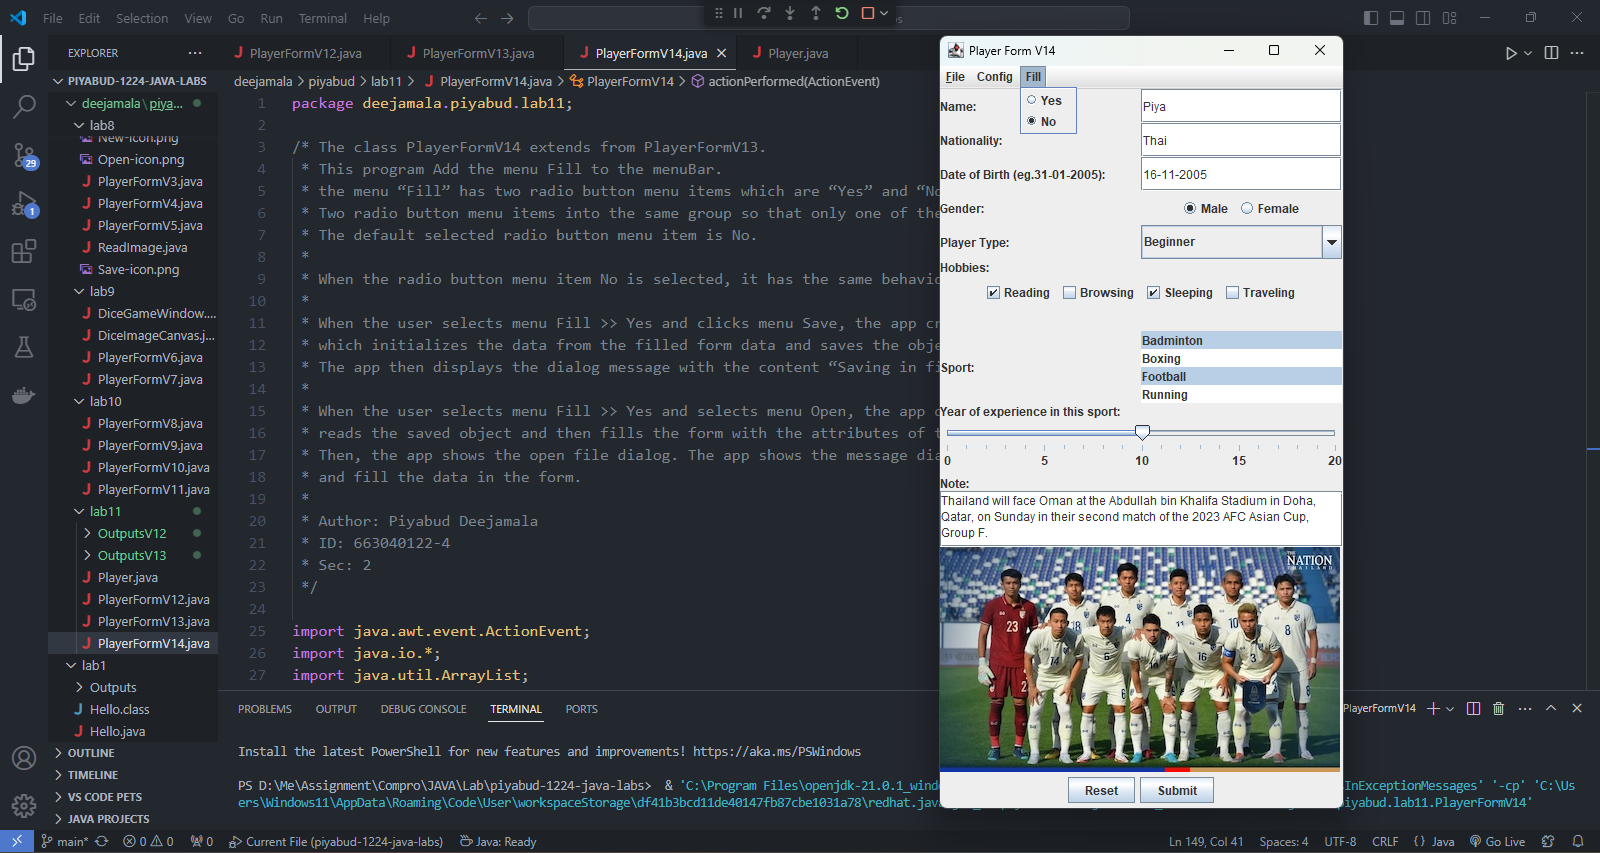 File Edit Selection View Go Run Terminal Help
EXPLORER
PIYABUD-1224-JAVA-LABS
deejamala\piya...
lab8
New-icon.png
Open-icon.png
PlayerFormV3.java
PlayerFormV4.java
PlayerFormV5.java
ReadImage.java
Save-icon.png
lab9
DiceGameWindow....
DiceImageCanvas.j...
PlayerFormV6.java
PlayerFormV7.java
lab10
PlayerFormV8.java
PlayerFormV9.java
PlayerFormV10.java
PlayerFormV11.java
lab11
OutputsV12
OutputsV13
Player.java
PlayerFormV12.java
PlayerFormV13.java
PlayerFormV14.java
lab1
Outputs
Hello.class
Hello.java
OUTLINE
TIMELINE
VS CODE PETS
JAVA PROJECTS
29
1
PlayerFormV12.java PlayerFormV13.java PlayerFormV14.java Player.java
deejamala > piyabud > lab11 > PlayerFormV14.java > PlayerFormV14 > actionPerformed(ActionEvent)
1 package deejamala.piyabud.lab11;
2
3 /* The class PlayerFormV14 extends from PlayerFormV13.
4 * This program Add the menu Fill to the menuBar.
5 * the menu “Fill” has two radio button menu items which are “Yes” and “No
6 * Two radio button menu items into the same group so that only one of the
7 * The default selected radio button menu item is No.
8 *
9 * When the radio button menu item No is selected, it has the same behavio
10 *
11 * When the user selects menu Fill >> Yes and clicks menu Save, the app cr
12 * which initializes the data from the filled form data and saves the obje
13 * The app then displays the dialog message with the content “Saving in fi
14 *
15 * When the user selects menu Fill >> Yes and selects menu Open, the app
16 * reads the saved object and then fills the form with the attributes of t
17 * Then, the app shows the open file dialog. The app shows the message dia
18 * and fill the data in the form.
19 *
20 * Author: Piyabud Deejamala
21 * ID: 663040122-4
22 * Sec: 2
23 */
24
25 import java.awt.event.ActionEvent;
26 import java.io.*;
27 import java.util.ArrayList;
PROBLEMS OUTPUT DEBUG CONSOLE TERMINAL PORTS
PlayerFormV14
Install the latest PowerShell for new features and improvements! https://aka.ms/PSWindows
PS D:\Me\Assignment\Compro\JAVA\Lab\piyabud-1224-java-labs> & 'C:\Program Files\openjdk-21.0.1_wind InExceptionMessages' '-cp' 'C:\Us
ers\Windows11\AppData\Roaming\Code\User\workspaceStorage\df41b3bcd11de40147fb87cbe1031a78\redhat.jav piyabud.lab11.PlayerFormV14'
main* 0 0 0 Current File (piyabud-1224-java-labs) Java: Ready Ln 149, Col 41 Spaces: 4 UTF-8 CRLF {} Java Go Live
Player Form V14
File Config Fill
Yes
No
Name: Piya
Nationality: Thai
Date of Birth (eg.31-01-2005): 16-11-2005
Gender: Male Female
Player Type: Beginner
Hobbies:
Reading Browsing Sleeping Traveling
Sport:
Badminton
Boxing
Football
Running
Year of experience in this sport:
0 5 10 15 20
Note:
Thailand will face Oman at the Abdullah bin Khalifa Stadium in Doha,
Qatar, on Sunday in their second match of the 2023 AFC Asian Cup,
Group F.
THE
NATION
THAILAND
23
18
12
10
8
14
6
16
3
Reset Submit